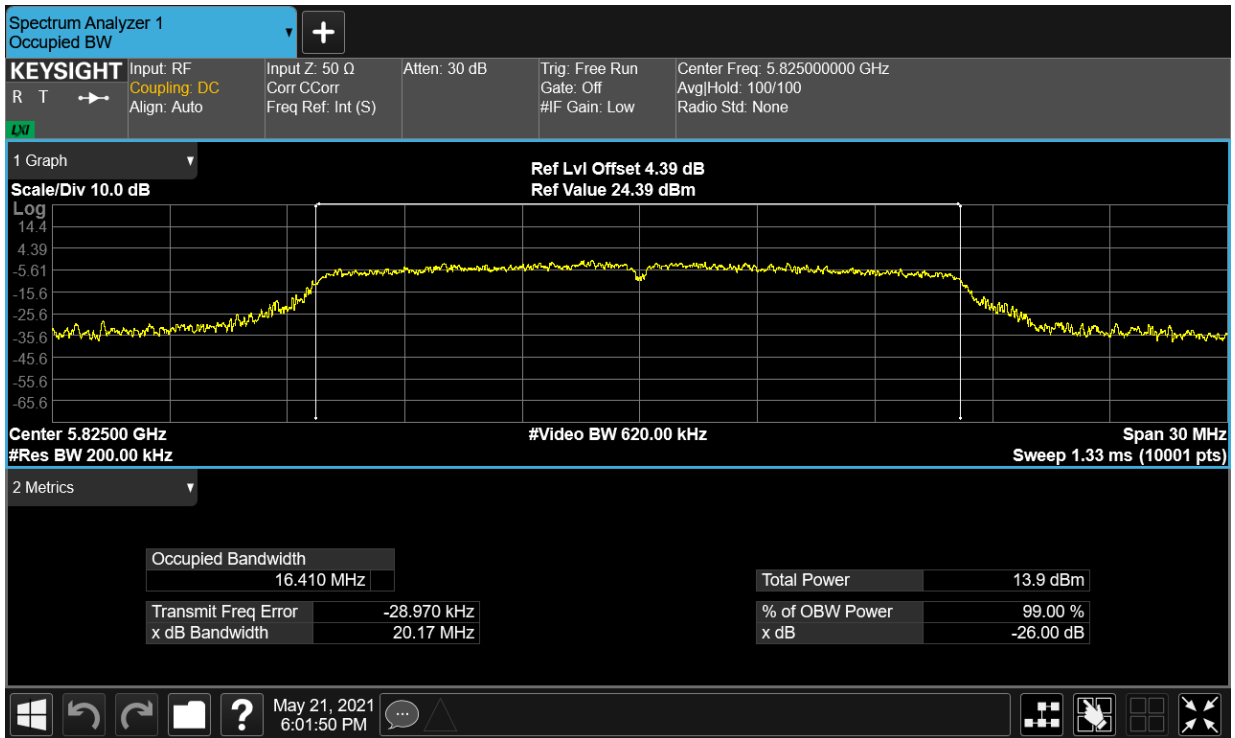 Spectrum Analyzer 1
Occupied BW
KEYSIGHT
R T
LXI
Input: RF
Coupling: DC
Align: Auto
Input Z: 50 Ω
Corr CCorr
Freq Ref: Int (S)
Atten: 30 dB
Trig: Free Run
Gate: Off
#IF Gain: Low
Center Freq: 5.825000000 GHz
Avg|Hold: 100/100
Radio Std: None
1 Graph
Scale/Div 10.0 dB
Ref Lvl Offset 4.39 dB
Ref Value 24.39 dBm
Log
14.4
4.39
-5.61
-15.6
-25.6
-35.6
-45.6
-55.6
-65.6
Center 5.82500 GHz
#Res BW 200.00 kHz
#Video BW 620.00 kHz
Span 30 MHz
Sweep 1.33 ms (10001 pts)
2 Metrics
Occupied Bandwidth
16.410 MHz
Transmit Freq Error -28.970 kHz
x dB Bandwidth 20.17 MHz
Total Power 13.9 dBm
% of OBW Power 99.00 %
x dB -26.00 dB
?
May 21, 2021
6:01:50 PM